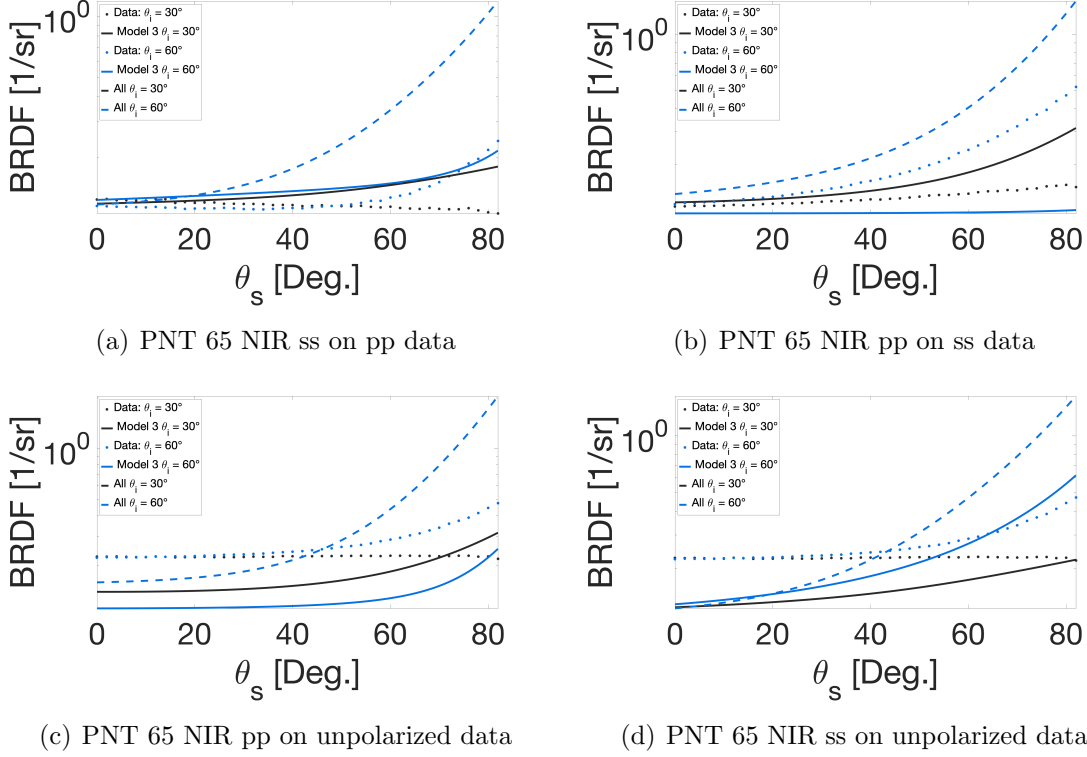 BRDF [1/sr]
10⁰
Data: θi = 30°
Model 3 θi = 30°
Data: θi = 60°
Model 3 θi = 60°
All θi = 30°
All θi = 60°
0 20 40 60 80
θs [Deg.]
(a) PNT 65 NIR ss on pp data
BRDF [1/sr]
10⁰
Data: θi = 30°
Model 3 θi = 30°
Data: θi = 60°
Model 3 θi = 60°
All θi = 30°
All θi = 60°
0 20 40 60 80
θs [Deg.]
(b) PNT 65 NIR pp on ss data
BRDF [1/sr]
10⁰
Data: θi = 30°
Model 3 θi = 30°
Data: θi = 60°
Model 3 θi = 60°
All θi = 30°
All θi = 60°
0 20 40 60 80
θs [Deg.]
(c) PNT 65 NIR pp on unpolarized data
BRDF [1/sr]
10⁰
Data: θi = 30°
Model 3 θi = 30°
Data: θi = 60°
Model 3 θi = 60°
All θi = 30°
All θi = 60°
0 20 40 60 80
θs [Deg.]
(d) PNT 65 NIR ss on unpolarized data